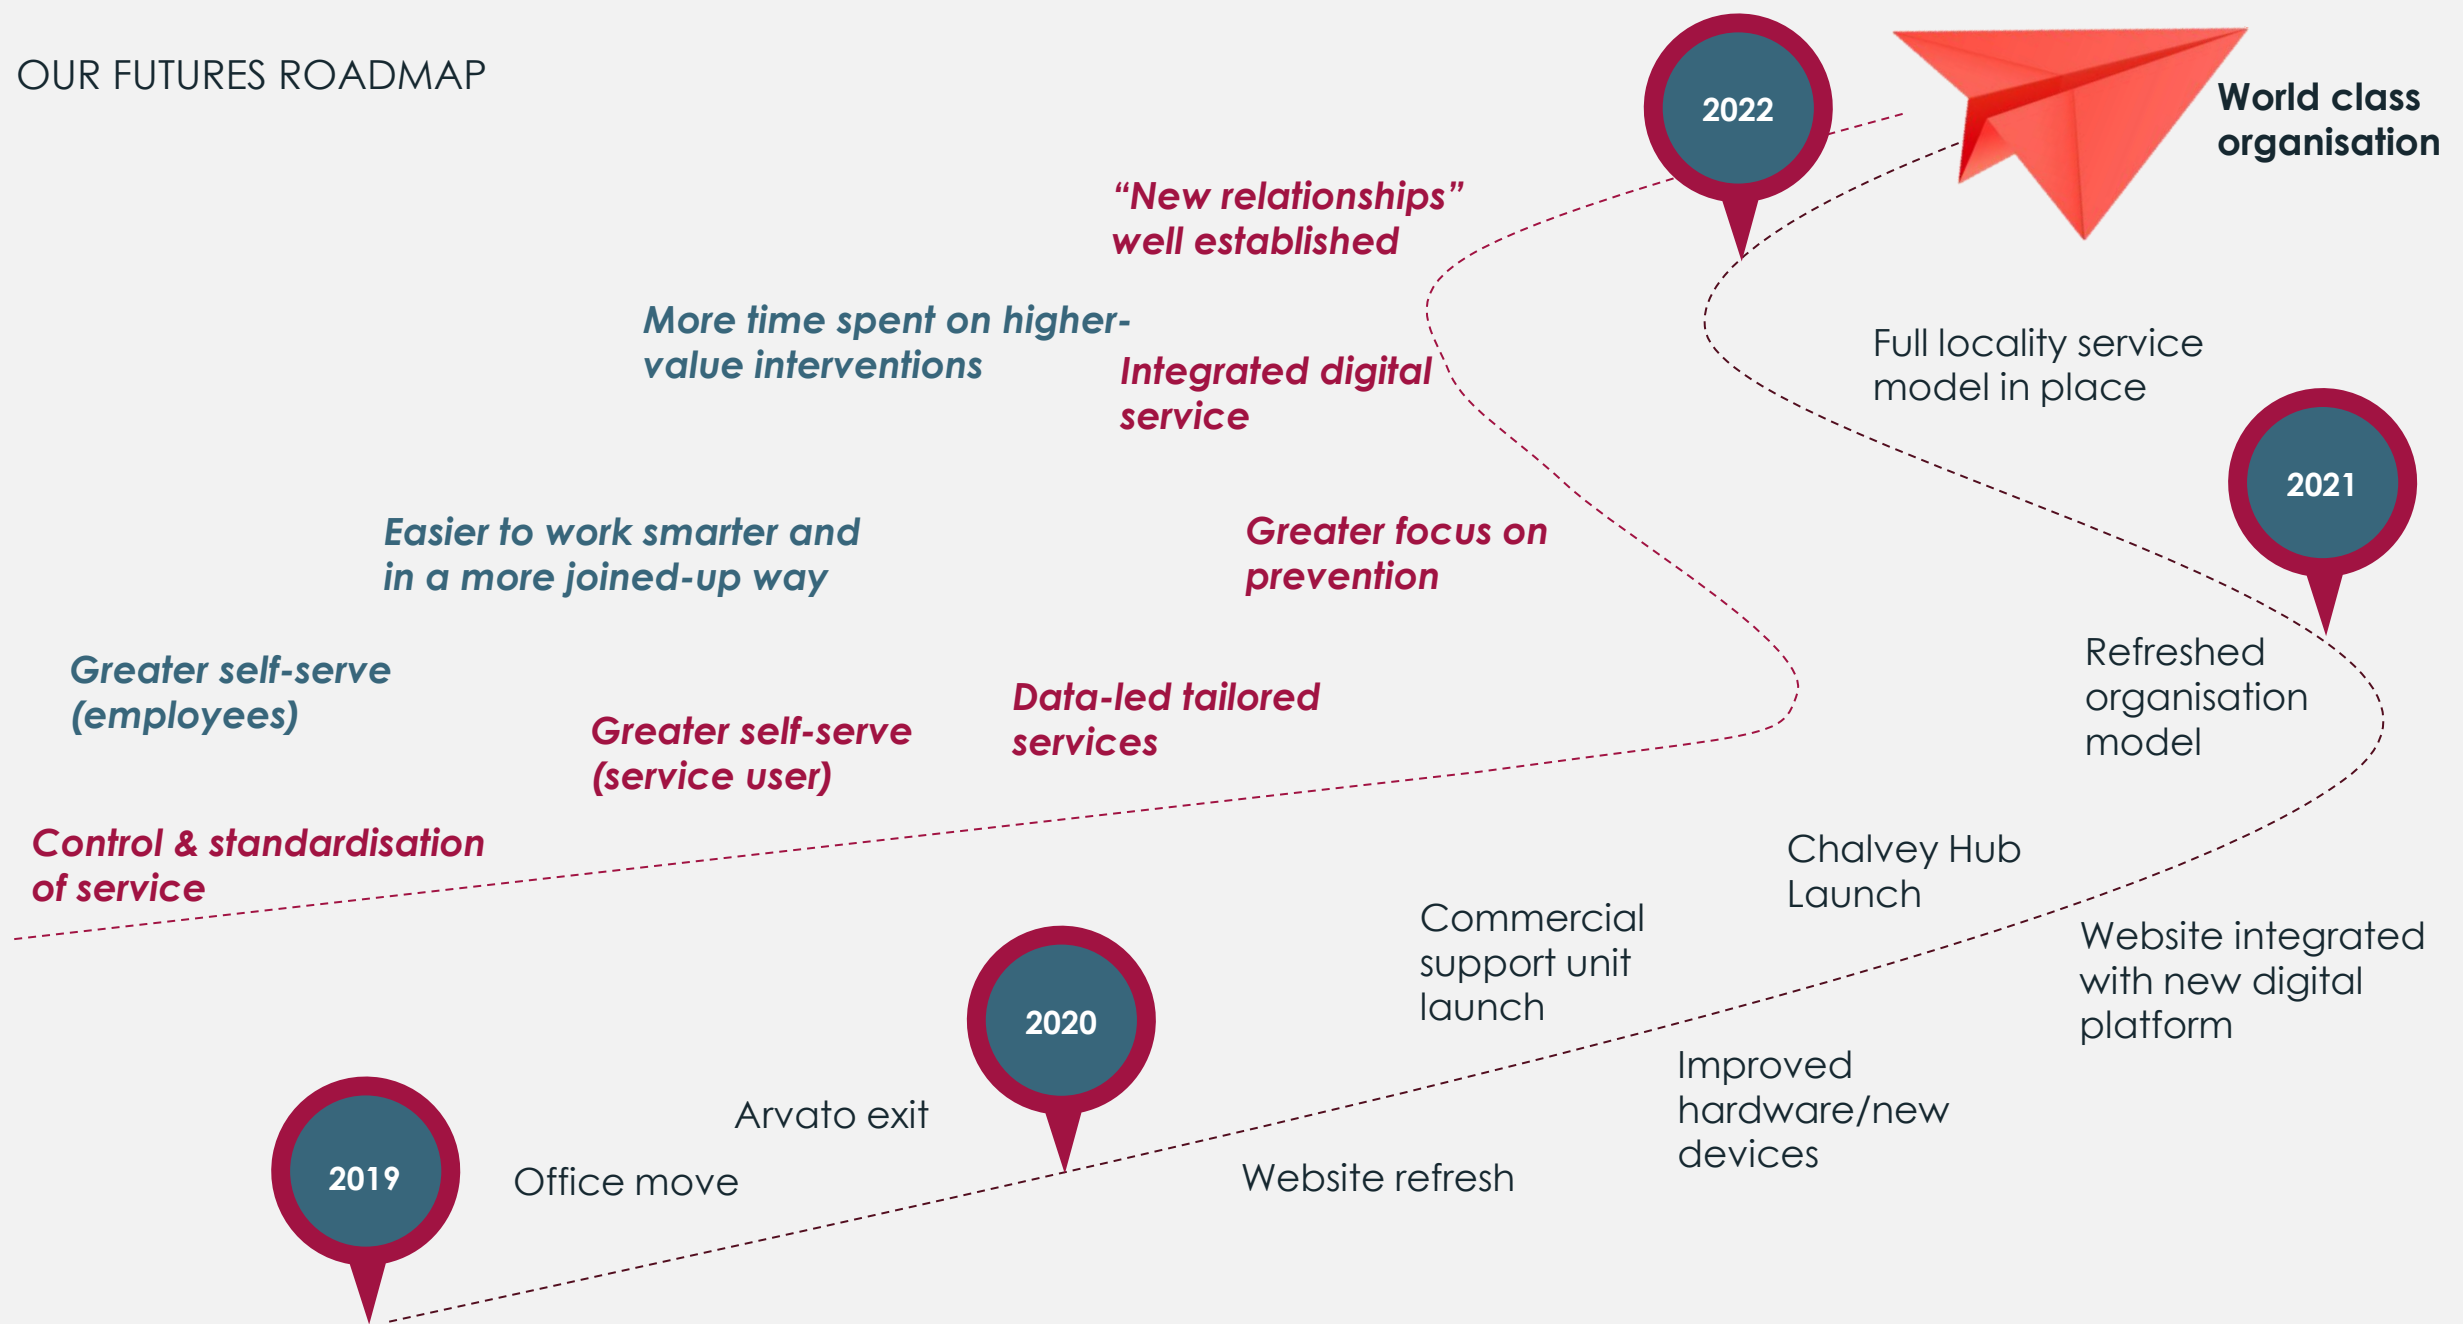 OUR FUTURES ROADMAP
2022
World class
organisation
“New relationships”
well established
More time spent on higher-
value interventions
Integrated digital
service
Full locality service
model in place
2021
Easier to work smarter and
in a more joined-up way
Greater focus on
prevention
Greater self-serve
(employees)
Greater self-serve
(service user)
Data-led tailored
services
Refreshed
organisation
model
Control & standardisation
of service
Chalvey Hub
Launch
Commercial
support unit
launch
Website integrated
with new digital
platform
2020
Improved
hardware/new
devices
Arvato exit
2019
Office move
Website refresh